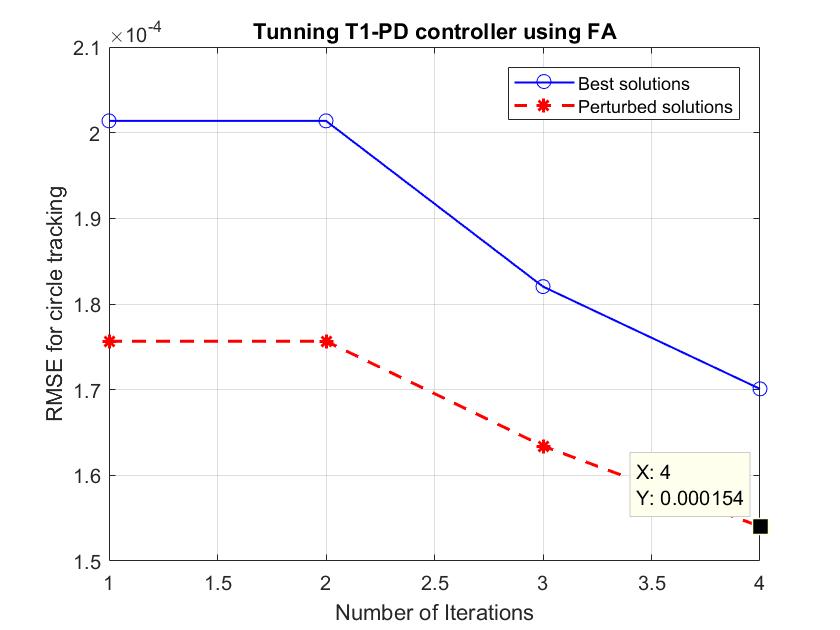 Tunning T1-PD controller using FA
×10-4
2.1
2
1.9
1.8
1.7
1.6
1.5
RMSE for circle tracking
Best solutions
Perturbed solutions
X: 4
Y: 0.000154
1 1.5 2 2.5 3 3.5 4
Number of Iterations